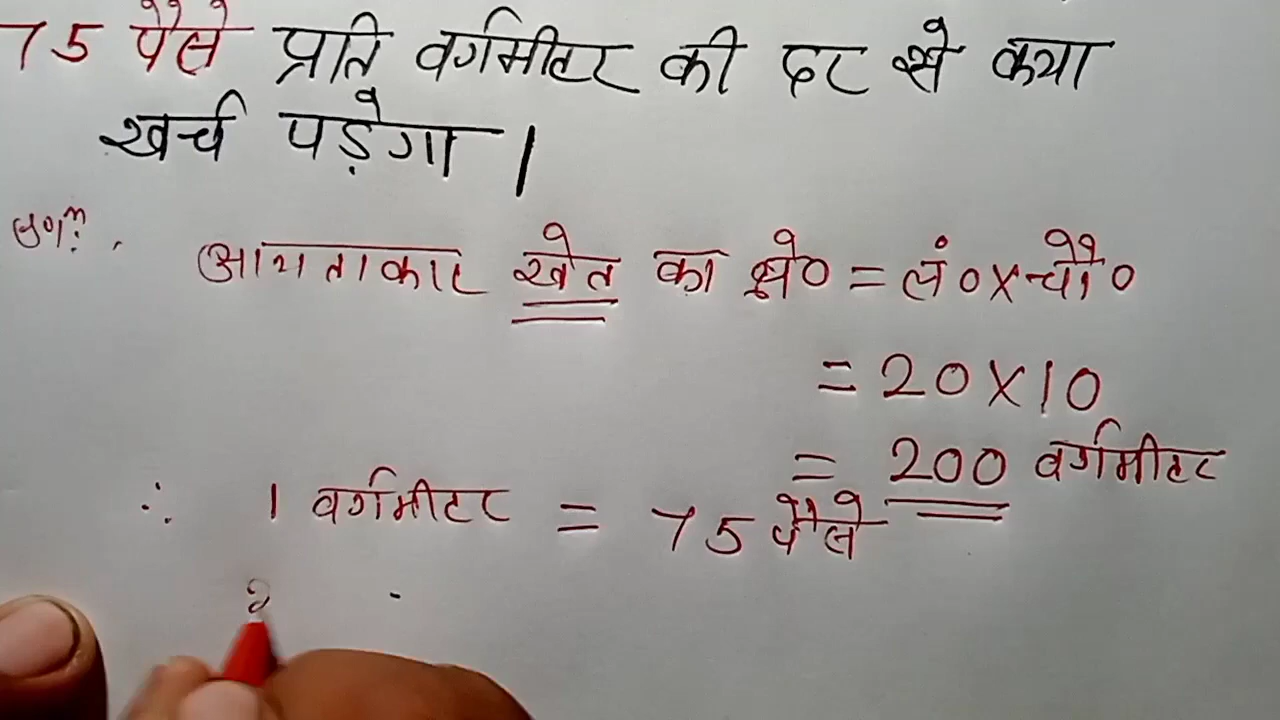 75 पैसे प्रति वर्गमीटर की दर से क्या
खर्च पड़ेगा |
आयताकार खेत का क्षे० = लं० x चौ०
= 20 x 10
= 200 वर्गमीटर
∴ 1 वर्गमीटर = 75 पैसे